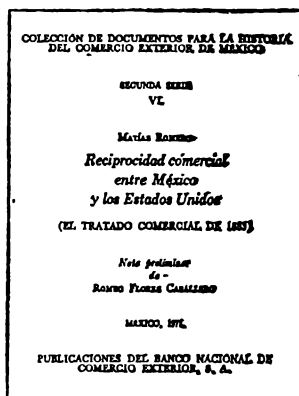 COLECCIÓN DE DOCUMENTOS PARA LA HISTORIA
DEL COMERCIO EXTERIOR DE MÉXICO
SEGUNDA SERIE
VI.
MATÍAS ROMERO
Reciprocidad comercial
entre México
y los Estados Unidos
(EL TRATADO COMERCIAL DE 1883)
Nota preliminar
de
ROMEO FLORES CABALLERO
MÉXICO, 1971.
PUBLICACIONES DEL BANCO NACIONAL DE
COMERCIO EXTERIOR, S. A.